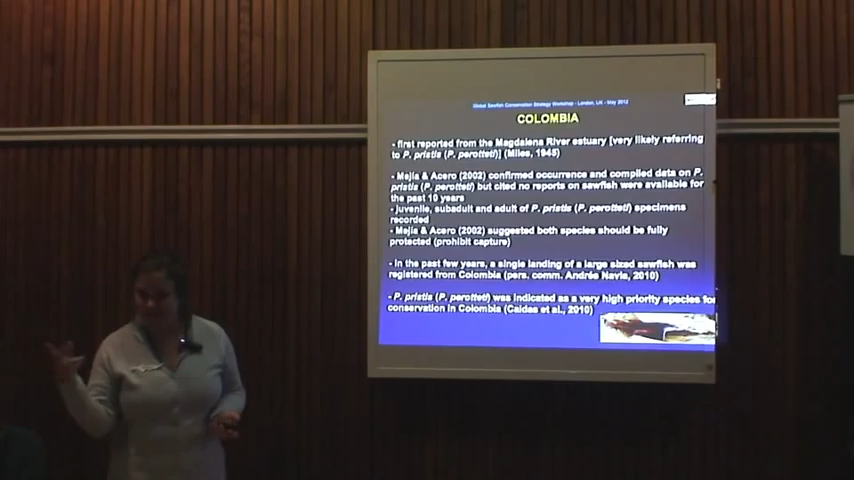 Global Sawfish Conservation Strategy Workshop - London, UK - May 2012
COLOMBIA
- first reported from the Magdalena River estuary [very likely referring
to P. pristis (P. perotteti)] (Miles, 1945)
- Mejía & Acero (2002) confirmed occurrence and compiled data on P.
pristis (P. perotteti) but cited no reports on sawfish were available for
the past 10 years
- juvenile, subadult and adult of P. pristis (P. perotteti) specimens
recorded
- Mejía & Acero (2002) suggested both species should be fully
protected (prohibit capture)
- In the past few years, a single landing of a large sized sawfish was
registered from Colombia (pers. comm. Andrés Navia, 2010)
- P. pristis (P. perotteti) was indicated as a very high priority species for
conservation in Colombia (Caldas et al., 2010)